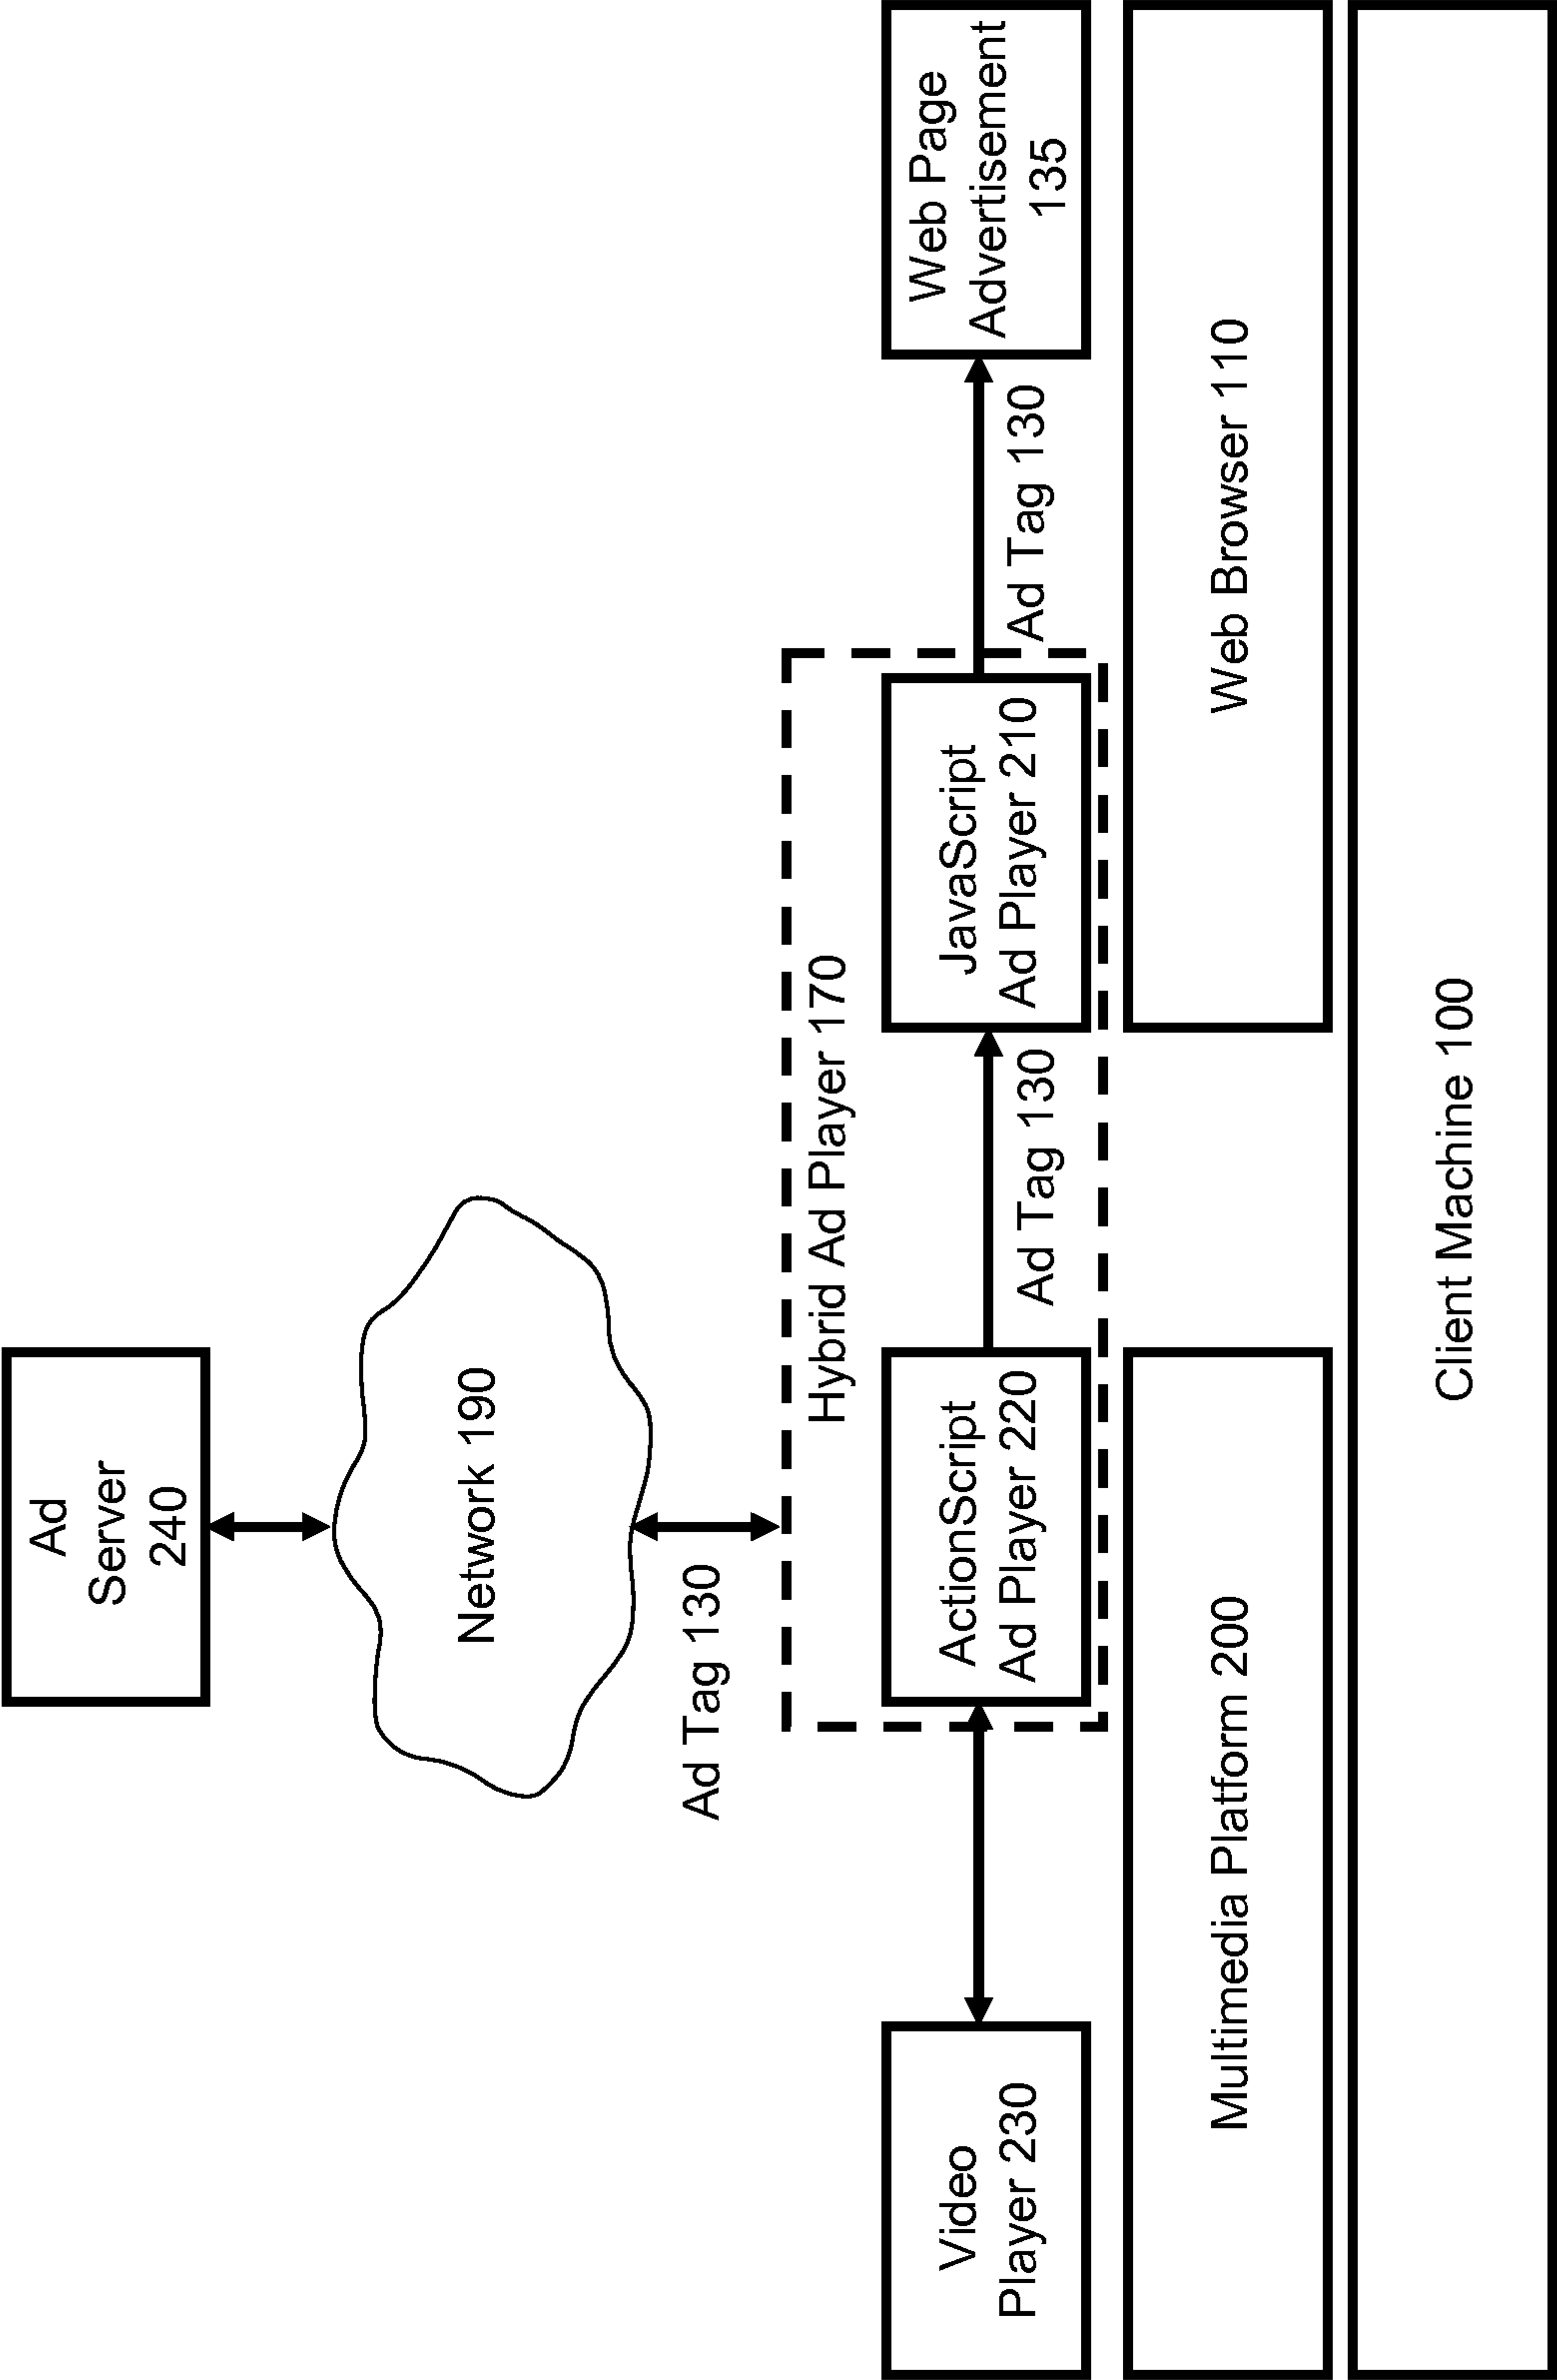 Ad
Server
240
Network 190
Ad Tag 130
Hybrid Ad Player 170
Video
Player 230
ActionScript
Ad Player 220
Ad Tag 130
JavaScript
Ad Player 210
Ad Tag 130
Web Page
Advertisement
135
Multimedia Platform 200
Web Browser 110
Client Machine 100